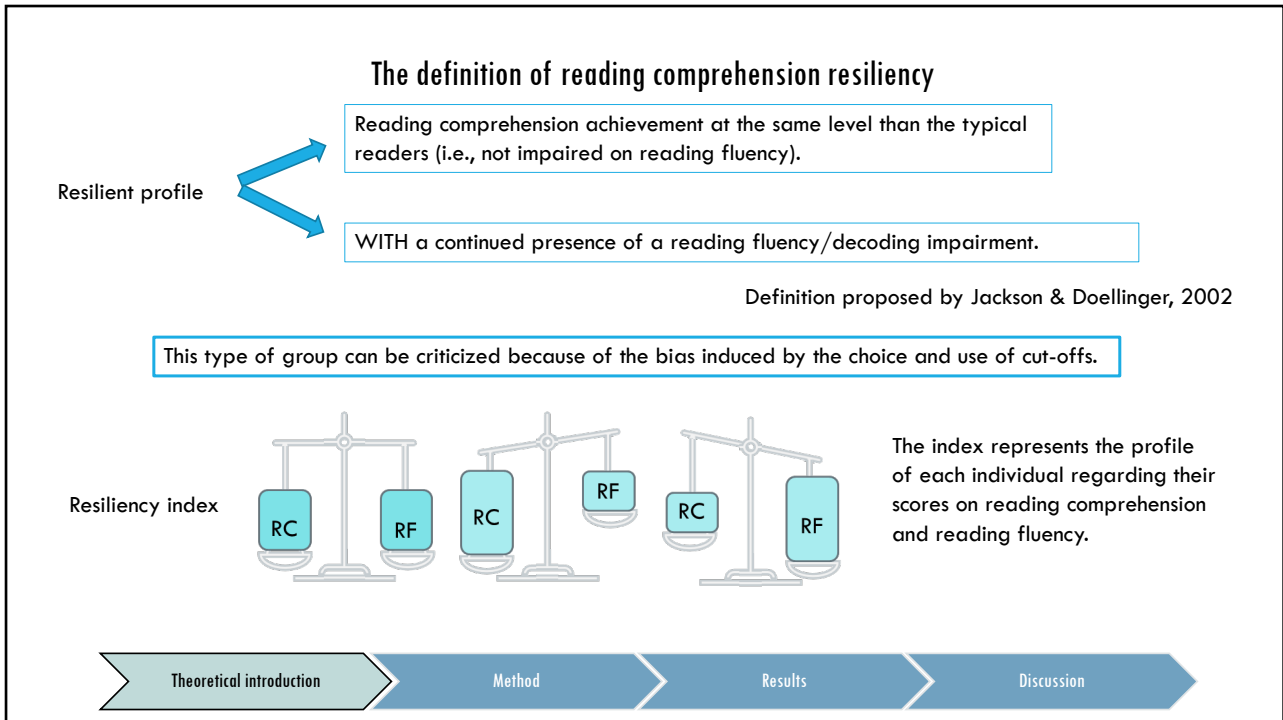 The definition of reading comprehension resiliency
Reading comprehension achievement at the same level than the typical
readers (i.e., not impaired on reading fluency).
Resilient profile
WITH a continued presence of a reading fluency/decoding impairment.
Definition proposed by Jackson & Doellinger, 2002
This type of group can be criticized because of the bias induced by the choice and use of cut-offs.
Resiliency index
RC
RF
RC
RF
RC
RF
The index represents the profile
of each individual regarding their
scores on reading comprehension
and reading fluency.
Theoretical introduction
Method
Results
Discussion